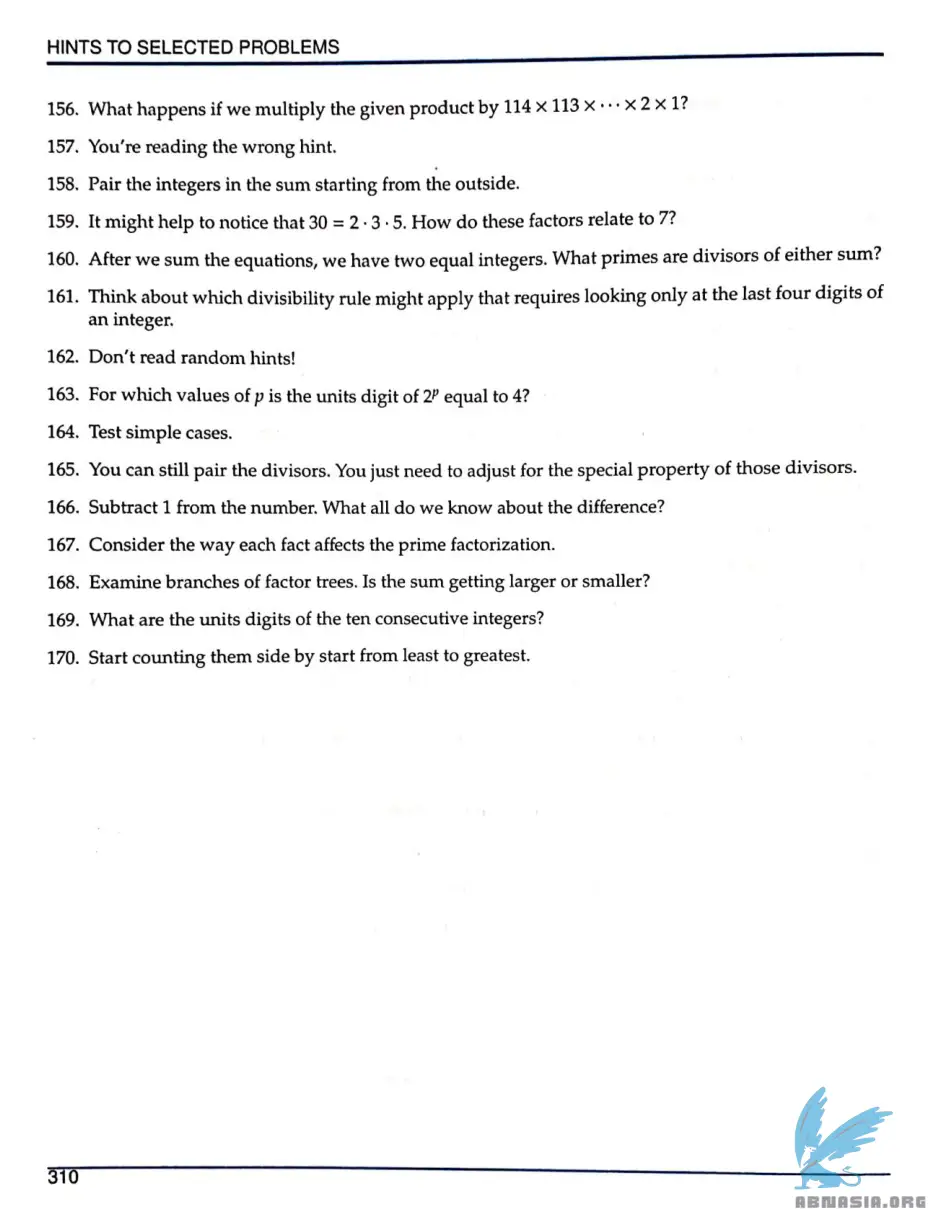 HINTS TO SELECTED PROBLEMS
156. What happens if we multiply the given product by 114 × 113 × · · · × 2 × 1?
157. You're reading the wrong hint.
158. Pair the integers in the sum starting from the outside.
159. It might help to notice that 30 = 2 · 3 · 5. How do these factors relate to 7?
160. After we sum the equations, we have two equal integers. What primes are divisors of either sum?
161. Think about which divisibility rule might apply that requires looking only at the last four digits of
an integer.
162. Don't read random hints!
163. For which values of p is the units digit of 2ᵖ equal to 4?
164. Test simple cases.
165. You can still pair the divisors. You just need to adjust for the special property of those divisors.
166. Subtract 1 from the number. What all do we know about the difference?
167. Consider the way each fact affects the prime factorization.
168. Examine branches of factor trees. Is the sum getting larger or smaller?
169. What are the units digits of the ten consecutive integers?
170. Start counting them side by start from least to greatest.
310
ABNASIA.ORG